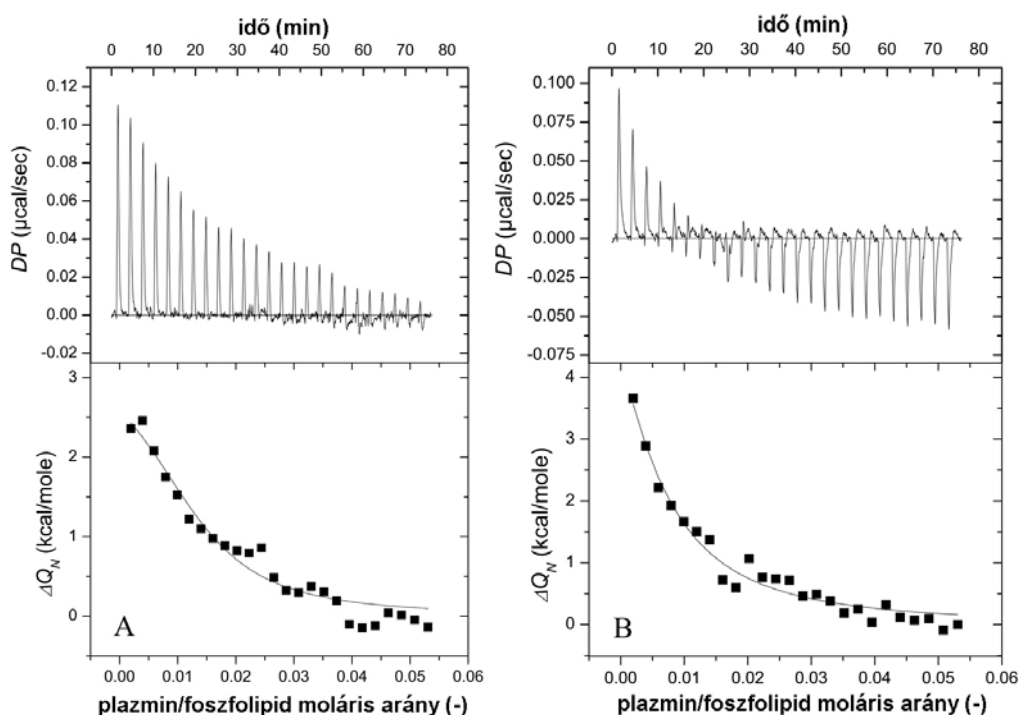 idő (min)
0 10 20 30 40 50 60 70 80
0.12
0.10
0.08
0.06
0.04
0.02
0.00
-0.02
DP (µcal/sec)
3
2
1
0
ΔQN (kcal/mole)
A
0.00 0.01 0.02 0.03 0.04 0.05 0.06
plazmin/foszfolipid moláris arány (-)
idő (min)
0 10 20 30 40 50 60 70 80
0.100
0.075
0.050
0.025
0.000
-0.025
-0.050
-0.075
DP (µcal/sec)
4
3
2
1
0
ΔQN (kcal/mole)
B
0.00 0.01 0.02 0.03 0.04 0.05 0.06
plazmin/foszfolipid moláris arány (-)